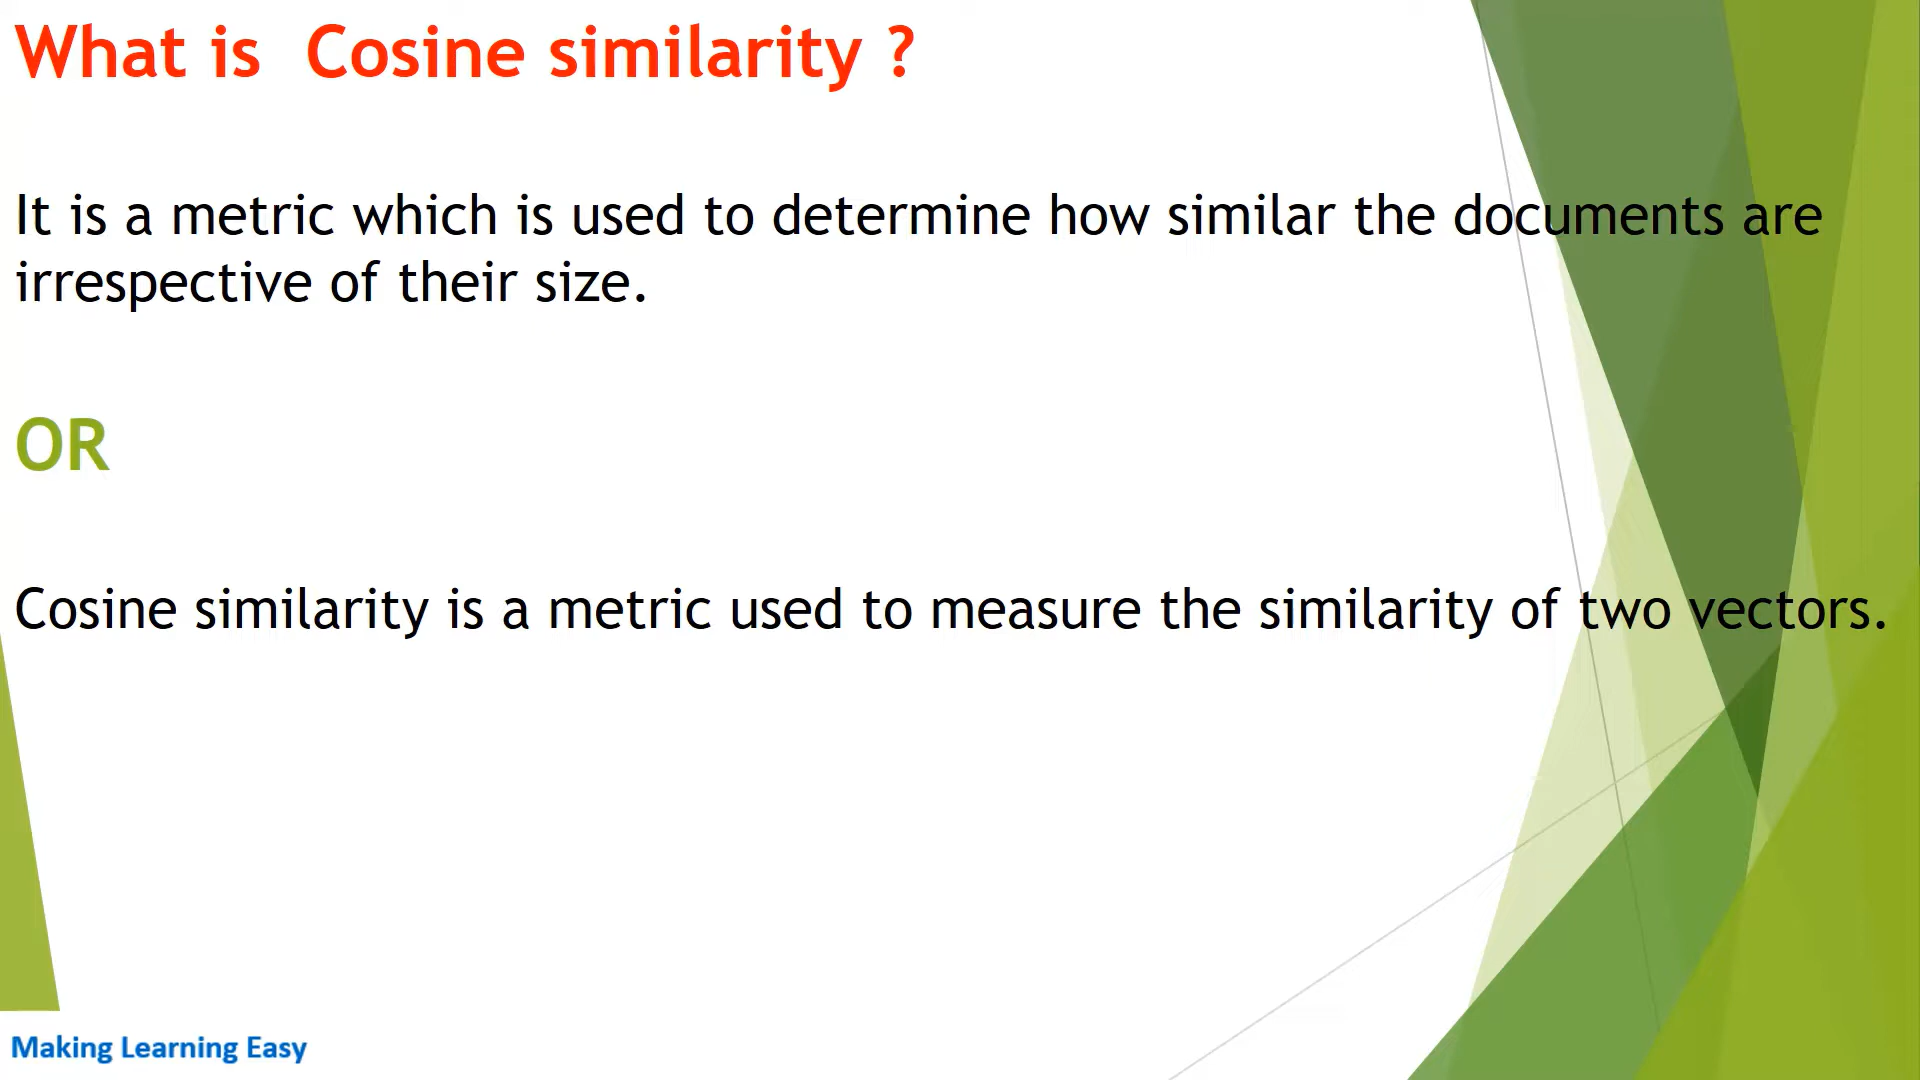 What is  Cosine similarity ?
It is a metric which is used to determine how similar the documents are
irrespective of their size.
OR
Cosine similarity is a metric used to measure the similarity of two vectors.
Making Learning Easy